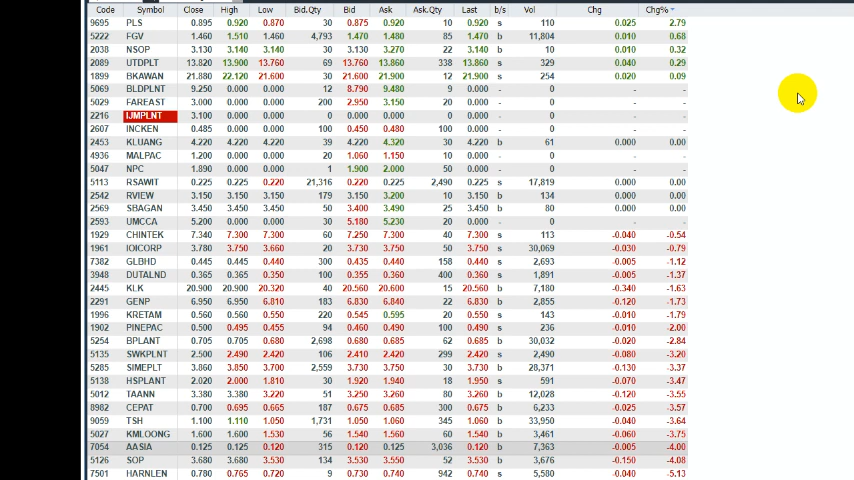 Code Symbol Close High Low Bid.Qty Bid Ask Ask.Qty Last b/s Vol Chg Chg%
9695 PLS 0.895 0.920 0.870 30 0.875 0.920 10 0.920 s 110 0.025 2.79
5222 FGV 1.460 1.510 1.460 4,793 1.470 1.480 85 1.470 b 11,804 0.010 0.68
2038 NSOP 3.130 3.140 3.140 30 3.130 3.270 22 3.140 b 10 0.010 0.32
2089 UTDPLT 13.820 13.900 13.760 69 13.760 13.860 338 13.860 s 329 0.040 0.29
1899 BKAWAN 21.880 22.120 21.600 30 21.600 21.900 12 21.900 s 254 0.020 0.09
5069 BLDPLNT 9.250 0.000 0.000 12 8.790 9.480 9 0.000 - 0 -
5029 FAREAST 3.000 0.000 0.000 200 2.950 3.150 20 0.000 - 0 -
2216 IJMPLNT 3.100 0.000 0.000 0 0.000 0.000 0 0.000 - 0 -
2607 INCKEN 0.485 0.000 0.000 100 0.450 0.480 100 0.000 - 0 -
2453 KLUANG 4.220 4.220 4.220 39 4.220 4.320 30 4.220 b 61 0.000 0.00
4936 MALPAC 1.200 0.000 0.000 20 1.060 1.150 10 0.000 - 0 -
5047 NPC 1.890 0.000 0.000 1 1.900 2.000 50 0.000 - 0 -
5113 RSAWIT 0.225 0.225 0.220 21,316 0.220 0.225 2,490 0.225 s 17,819 0.000 0.00
2542 RVIEW 3.150 3.150 3.150 179 3.150 3.200 10 3.150 b 134 0.000 0.00
2569 SBAGAN 3.450 3.450 3.450 50 3.400 3.490 25 3.450 b 80 0.000 0.00
2593 UMCCA 5.200 0.000 0.000 30 5.180 5.230 20 0.000 - 0 -
1929 CHINTEK 7.340 7.300 7.300 60 7.250 7.300 40 7.300 s 113 -0.040 -0.54
1961 IOICORP 3.780 3.750 3.660 20 3.730 3.750 50 3.750 s 30,069 -0.030 -0.79
7382 GLBHD 0.445 0.445 0.440 300 0.435 0.440 158 0.440 s 2,693 -0.005 -1.12
3948 DUTALND 0.365 0.365 0.350 100 0.355 0.365 400 0.360 s 1,891 -0.005 -1.37
2445 KLK 20.900 20.900 20.320 40 20.560 20.600 15 20.560 b 7,180 -0.340 -1.63
2291 GENP 6.950 6.950 6.810 183 6.830 6.840 22 6.830 b 2,855 -0.120 -1.73
1996 KRETAM 0.560 0.560 0.550 220 0.545 0.595 20 0.550 s 143 -0.010 -1.79
1902 PINEPAC 0.500 0.495 0.455 94 0.460 0.490 100 0.490 s 236 -0.010 -2.00
5254 BPLANT 0.705 0.705 0.680 2,698 0.680 0.685 62 0.685 b 30,032 -0.020 -2.84
5135 SWKPLNT 2.500 2.490 2.420 106 2.410 2.420 299 2.420 s 2,490 -0.080 -3.20
5285 SIMEPLT 3.860 3.850 3.700 2,559 3.730 3.750 30 3.730 b 28,371 -0.130 -3.37
5138 HSPLANT 2.020 2.000 1.810 30 1.920 1.940 18 1.950 s 591 -0.070 -3.47
5012 TAANN 3.380 3.380 3.220 51 3.250 3.260 80 3.260 b 12,028 -0.120 -3.55
8982 CEPAT 0.700 0.695 0.665 187 0.675 0.685 300 0.675 b 6,233 -0.025 -3.57
9059 TSH 1.100 1.110 1.050 1,731 1.050 1.060 345 1.060 b 33,950 -0.040 -3.64
5027 KMLOONG 1.600 1.600 1.530 56 1.540 1.560 60 1.540 b 3,461 -0.060 -3.75
7054 AASIA 0.125 0.125 0.120 315 0.120 0.125 3,036 0.120 b 7,363 -0.005 -4.00
5126 SOP 3.680 3.680 3.530 134 3.530 3.550 52 3.530 b 3,676 -0.150 -4.08
7501 HARNLEN 0.780 0.765 0.720 9 0.730 0.740 942 0.740 s 5,580 -0.040 -5.13